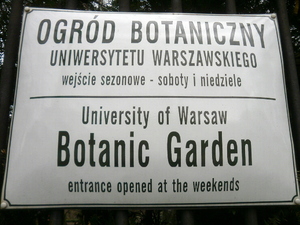 OGRÓD BOTANICZNY
UNIWERSYTETU WARSZAWSKIEGO
wejście sezonowe - soboty i niedziele
University of Warsaw
Botanic Garden
entrance opened at the weekends